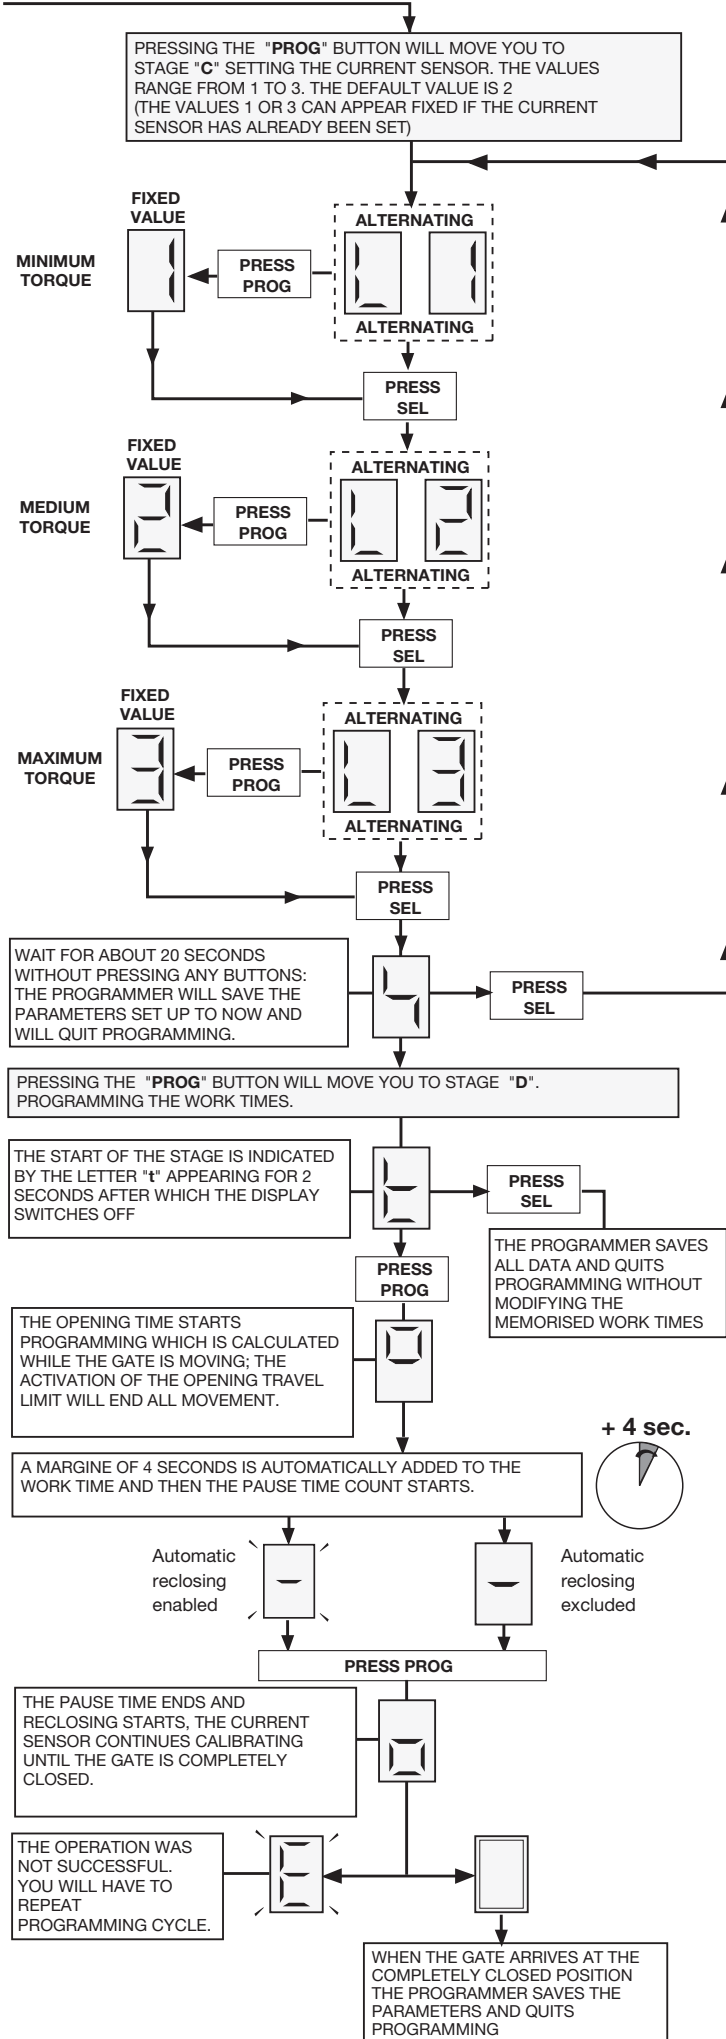 PRESSING THE "PROG" BUTTON WILL MOVE YOU TO
STAGE "C" SETTING THE CURRENT SENSOR. THE VALUES
RANGE FROM 1 TO 3. THE DEFAULT VALUE IS 2
(THE VALUES 1 OR 3 CAN APPEAR FIXED IF THE CURRENT
SENSOR HAS ALREADY BEEN SET)
FIXED
VALUE
ALTERNATING
MINIMUM
TORQUE
1
PRESS
PROG
L 1
ALTERNATING
PRESS
SEL
FIXED
VALUE
ALTERNATING
MEDIUM
TORQUE
2
PRESS
PROG
L 2
ALTERNATING
PRESS
SEL
FIXED
VALUE
ALTERNATING
MAXIMUM
TORQUE
3
PRESS
PROG
L 3
ALTERNATING
PRESS
SEL
WAIT FOR ABOUT 20 SECONDS
WITHOUT PRESSING ANY BUTTONS:
THE PROGRAMMER WILL SAVE THE
PARAMETERS SET UP TO NOW AND
WILL QUIT PROGRAMMING.
4
PRESS
SEL
PRESSING THE "PROG" BUTTON WILL MOVE YOU TO STAGE "D".
PROGRAMMING THE WORK TIMES.
THE START OF THE STAGE IS INDICATED
BY THE LETTER "t" APPEARING FOR 2
SECONDS AFTER WHICH THE DISPLAY
SWITCHES OFF
t
PRESS
SEL
THE PROGRAMMER SAVES
ALL DATA AND QUITS
PROGRAMMING WITHOUT
MODIFYING THE
MEMORISED WORK TIMES
PRESS
PROG
THE OPENING TIME STARTS
PROGRAMMING WHICH IS CALCULATED
WHILE THE GATE IS MOVING; THE
ACTIVATION OF THE OPENING TRAVEL
LIMIT WILL END ALL MOVEMENT.
o
+ 4 sec.
A MARGINE OF 4 SECONDS IS AUTOMATICALLY ADDED TO THE
WORK TIME AND THEN THE PAUSE TIME COUNT STARTS.
Automatic
reclosing
enabled
-
-
Automatic
reclosing
excluded
PRESS PROG
THE PAUSE TIME ENDS AND
RECLOSING STARTS, THE CURRENT
SENSOR CONTINUES CALIBRATING
UNTIL THE GATE IS COMPLETELY
CLOSED.
o
THE OPERATION WAS
NOT SUCCESSFUL.
YOU WILL HAVE TO
REPEAT
PROGRAMMING CYCLE.
E
WHEN THE GATE ARRIVES AT THE
COMPLETELY CLOSED POSITION
THE PROGRAMMER SAVES THE
PARAMETERS AND QUITS
PROGRAMMING